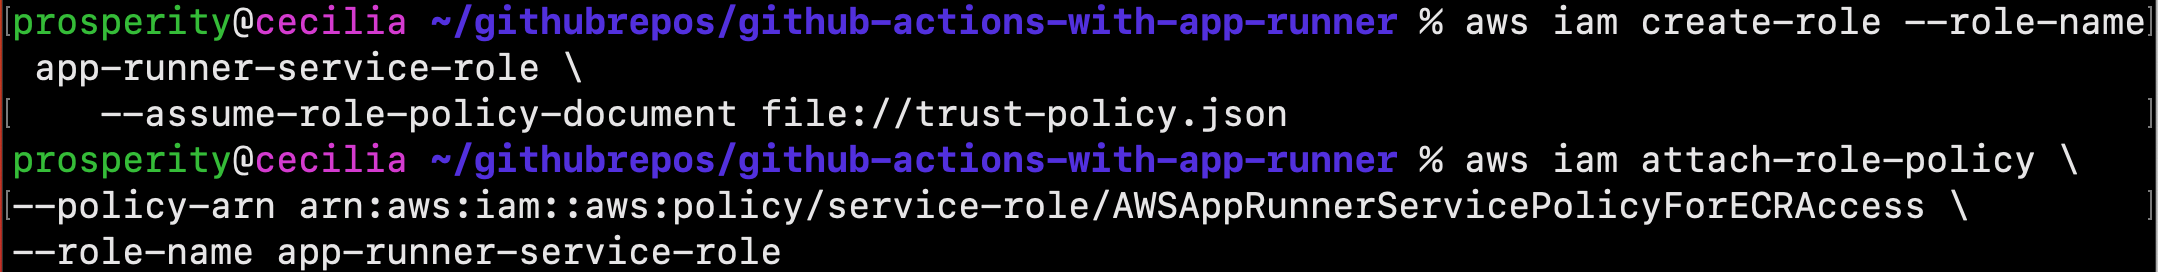 [prosperity@cecilia ~/githubrepos/github-actions-with-app-runner % aws iam create-role --role-name]
app-runner-service-role \
[    --assume-role-policy-document file://trust-policy.json ]
prosperity@cecilia ~/githubrepos/github-actions-with-app-runner % aws iam attach-role-policy \
[--policy-arn arn:aws:iam::aws:policy/service-role/AWSAppRunnerServicePolicyForECRAccess \ ]
--role-name app-runner-service-role